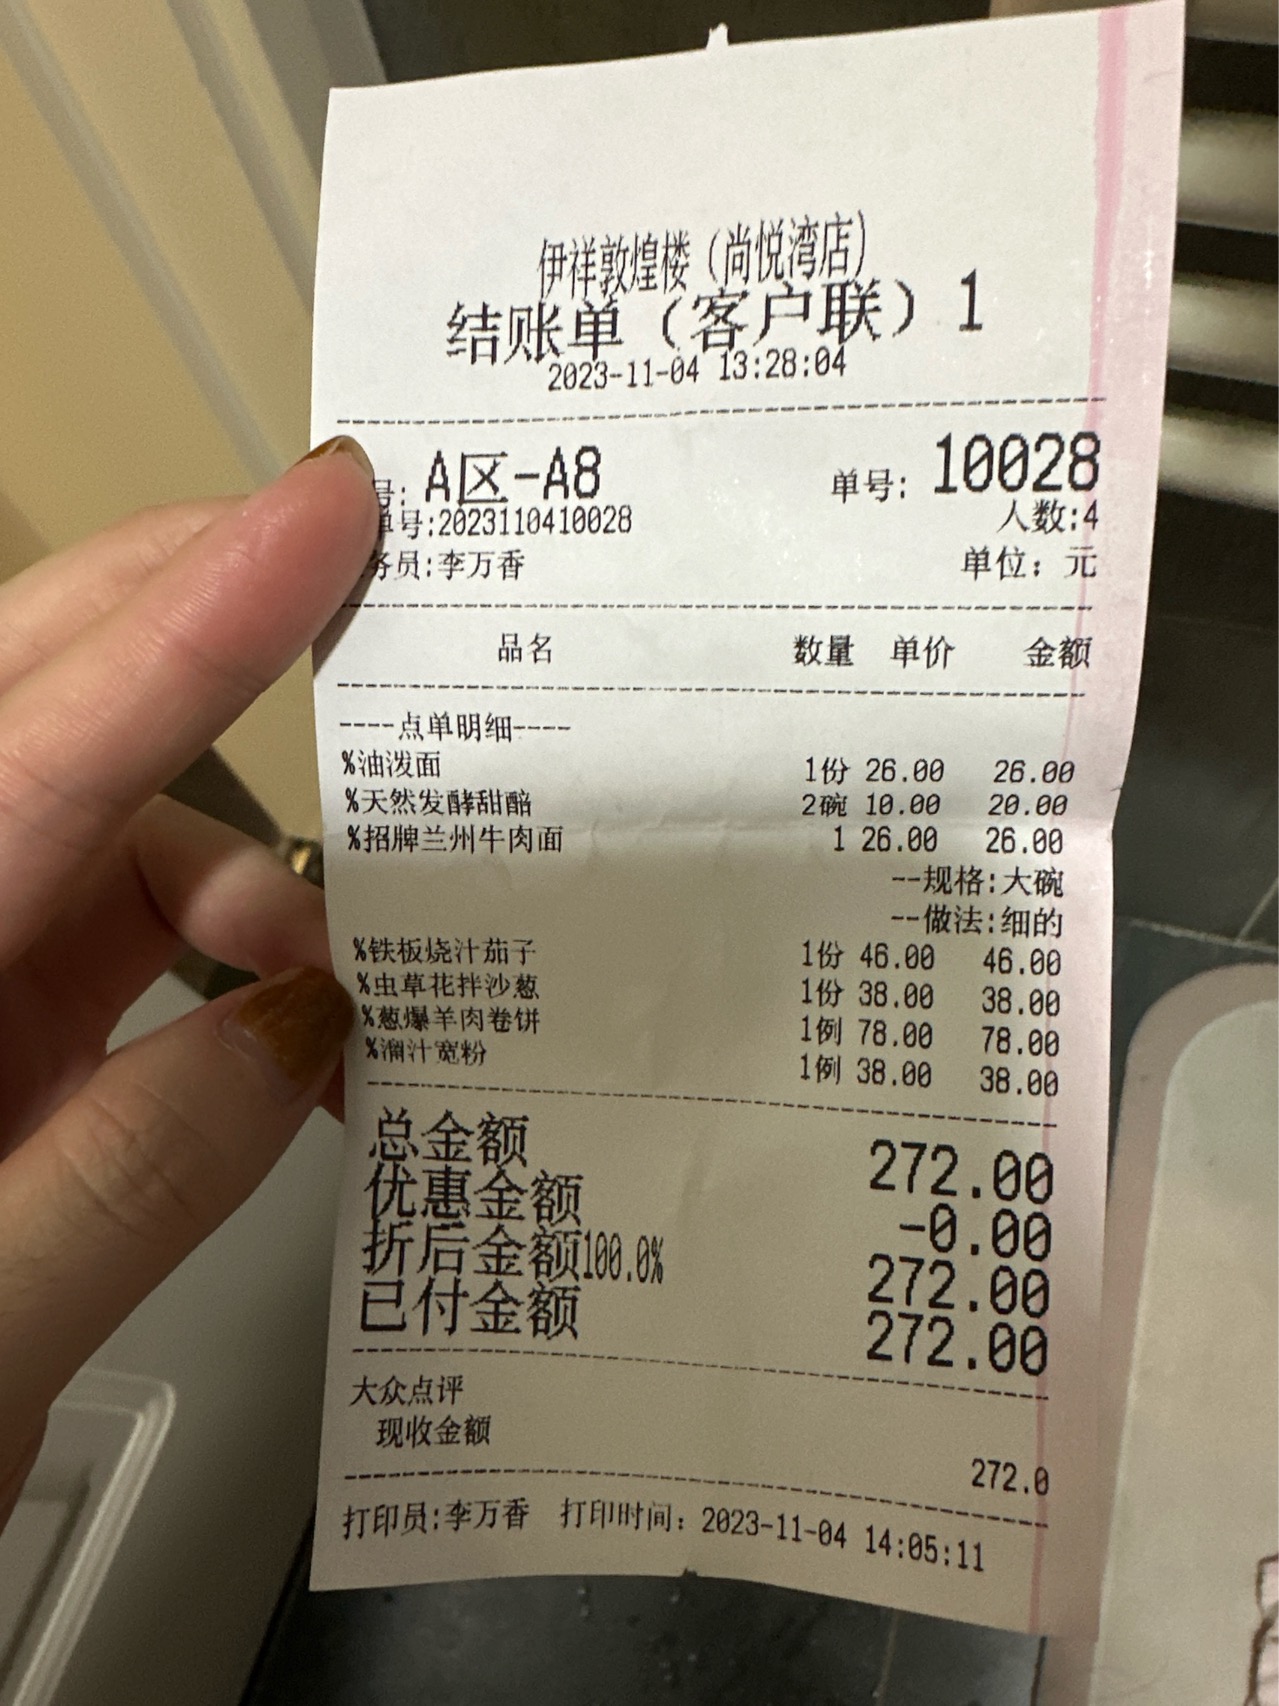 伊祥敦煌楼（尚悦湾店）
结账单（客户联）1
2023-11-04 13:28:04
号: A区-A8 单号: 10028
单号:2023110410028 人数:4
务员:李万香 单位：元
品名 数量 单价 金额
----点单明细----
%油泼面 1份 26.00 26.00
%天然发酵甜醅 2碗 10.00 20.00
%招牌兰州牛肉面 1 26.00 26.00
--规格:大碗
--做法:细的
%铁板烧汁茄子 1份 46.00 46.00
%虫草花拌沙葱 1份 38.00 38.00
%葱爆羊肉卷饼 1例 78.00 78.00
%溜汁宽粉 1例 38.00 38.00
总金额 272.00
优惠金额 -0.00
折后金额100.0% 272.00
已付金额 272.00
大众点评
现收金额
272.0
打印员:李万香 打印时间：2023-11-04 14:05:11